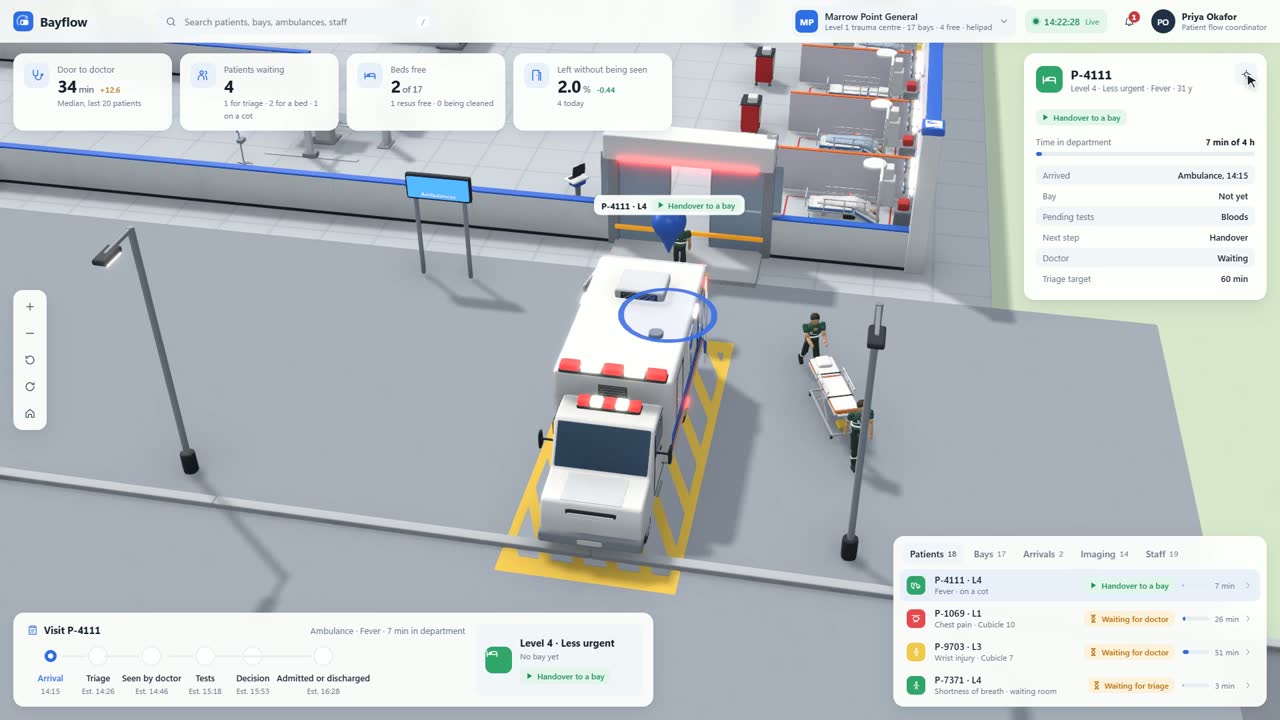 Bayflow
Search patients, bays, ambulances, staff
/
MP
Marrow Point General
Level 1 trauma centre · 17 bays · 4 free · helipad
14:22:28 Live
1
PO
Priya Okafor
Patient flow coordinator
Door to doctor
34 min +12.6
Median, last 20 patients
Patients waiting
4
1 for triage · 2 for a bed · 1
on a cot
Beds free
2 of 17
1 resus free · 0 being cleaned
Left without being seen
2.0 % -0.44
4 today
P-4111
Level 4 · Less urgent · Fever · 31 y
Handover to a bay
Time in department 7 min of 4 h
Arrived Ambulance, 14:15
Bay Not yet
Pending tests Bloods
Next step Handover
Doctor Waiting
Triage target 60 min
Ambulances
P-4111 · L4 Handover to a bay
Patients 18 Bays 17 Arrivals 2 Imaging 14 Staff 19
P-4111 · L4
Fever · on a cot
Handover to a bay 7 min
P-1069 · L1
Chest pain · Cubicle 10
Waiting for doctor 26 min
P-9703 · L3
Wrist injury · Cubicle 7
Waiting for doctor 51 min
P-7371 · L4
Shortness of breath · waiting room
Waiting for triage 3 min
Visit P-4111
Ambulance · Fever · 7 min in department
Arrival Triage Seen by doctor Tests Decision Admitted or discharged
14:15 Est. 14:26 Est. 14:46 Est. 15:18 Est. 15:53 Est. 16:28
Level 4 · Less urgent
No bay yet
Handover to a bay